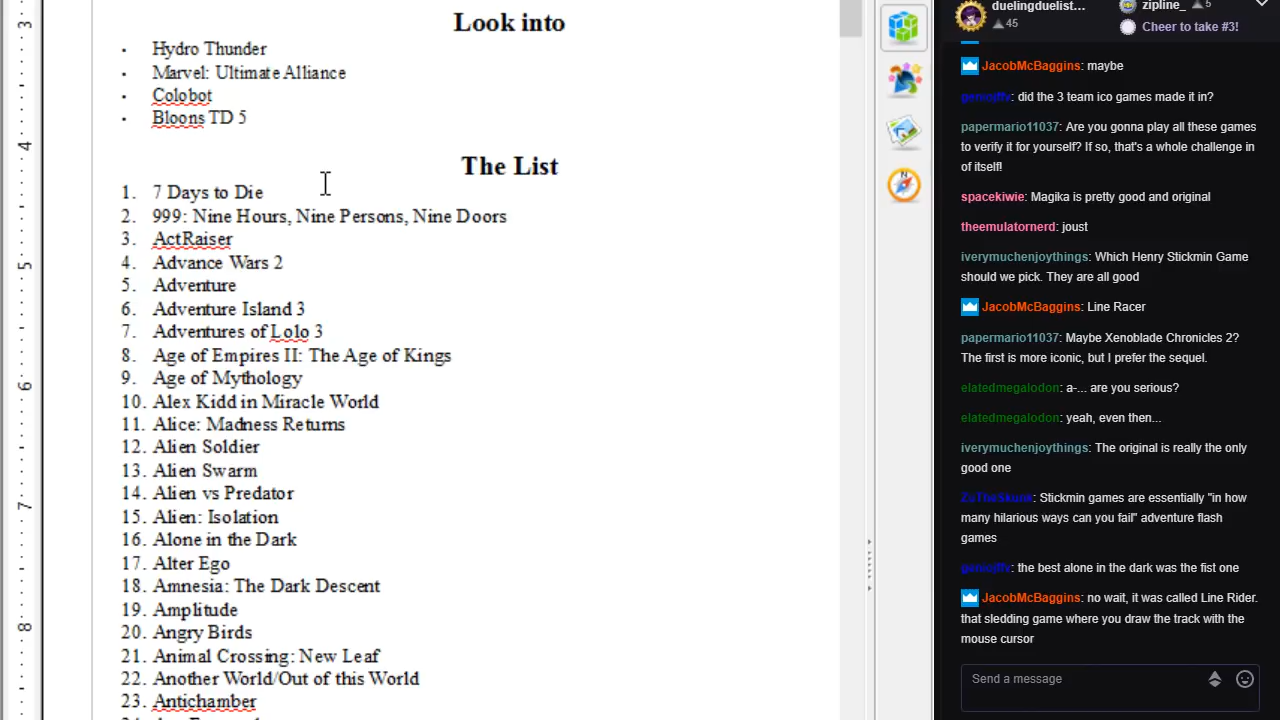 Look into
• Hydro Thunder
• Marvel: Ultimate Alliance
• Colobot
• Bloons TD 5
The List
1. 7 Days to Die
2. 999: Nine Hours, Nine Persons, Nine Doors
3. ActRaiser
4. Advance Wars 2
5. Adventure
6. Adventure Island 3
7. Adventures of Lolo 3
8. Age of Empires II: The Age of Kings
9. Age of Mythology
10. Alex Kidd in Miracle World
11. Alice: Madness Returns
12. Alien Soldier
13. Alien Swarm
14. Alien vs Predator
15. Alien: Isolation
16. Alone in the Dark
17. Alter Ego
18. Amnesia: The Dark Descent
19. Amplitude
20. Angry Birds
21. Animal Crossing: New Leaf
22. Another World/Out of this World
23. Antichamber
3
4
5
6
7
8
duelingduelist...
45
zipline_ 5
Cheer to take #3!
JacobMcBaggins: maybe
did the 3 team ico games made it in?
papermario11037: Are you gonna play all these games
to verify it for yourself? If so, that's a whole challenge in
of itself!
spacekiwie: Magika is pretty good and original
theemulatornerd: joust
iverymuchenjoythings: Which Henry Stickmin Game
should we pick. They are all good
JacobMcBaggins: Line Racer
papermario11037: Maybe Xenoblade Chronicles 2?
The first is more iconic, but I prefer the sequel.
elatedmegalodon: a-... are you serious?
elatedmegalodon: yeah, even then...
iverymuchenjoythings: The original is really the only
good one
ZuTheSkunk: Stickmin games are essentially "in how
many hilarious ways can you fail" adventure flash
games
the best alone in the dark was the fist one
JacobMcBaggins: no wait, it was called Line Rider.
that sledding game where you draw the track with the
mouse cursor
Send a message